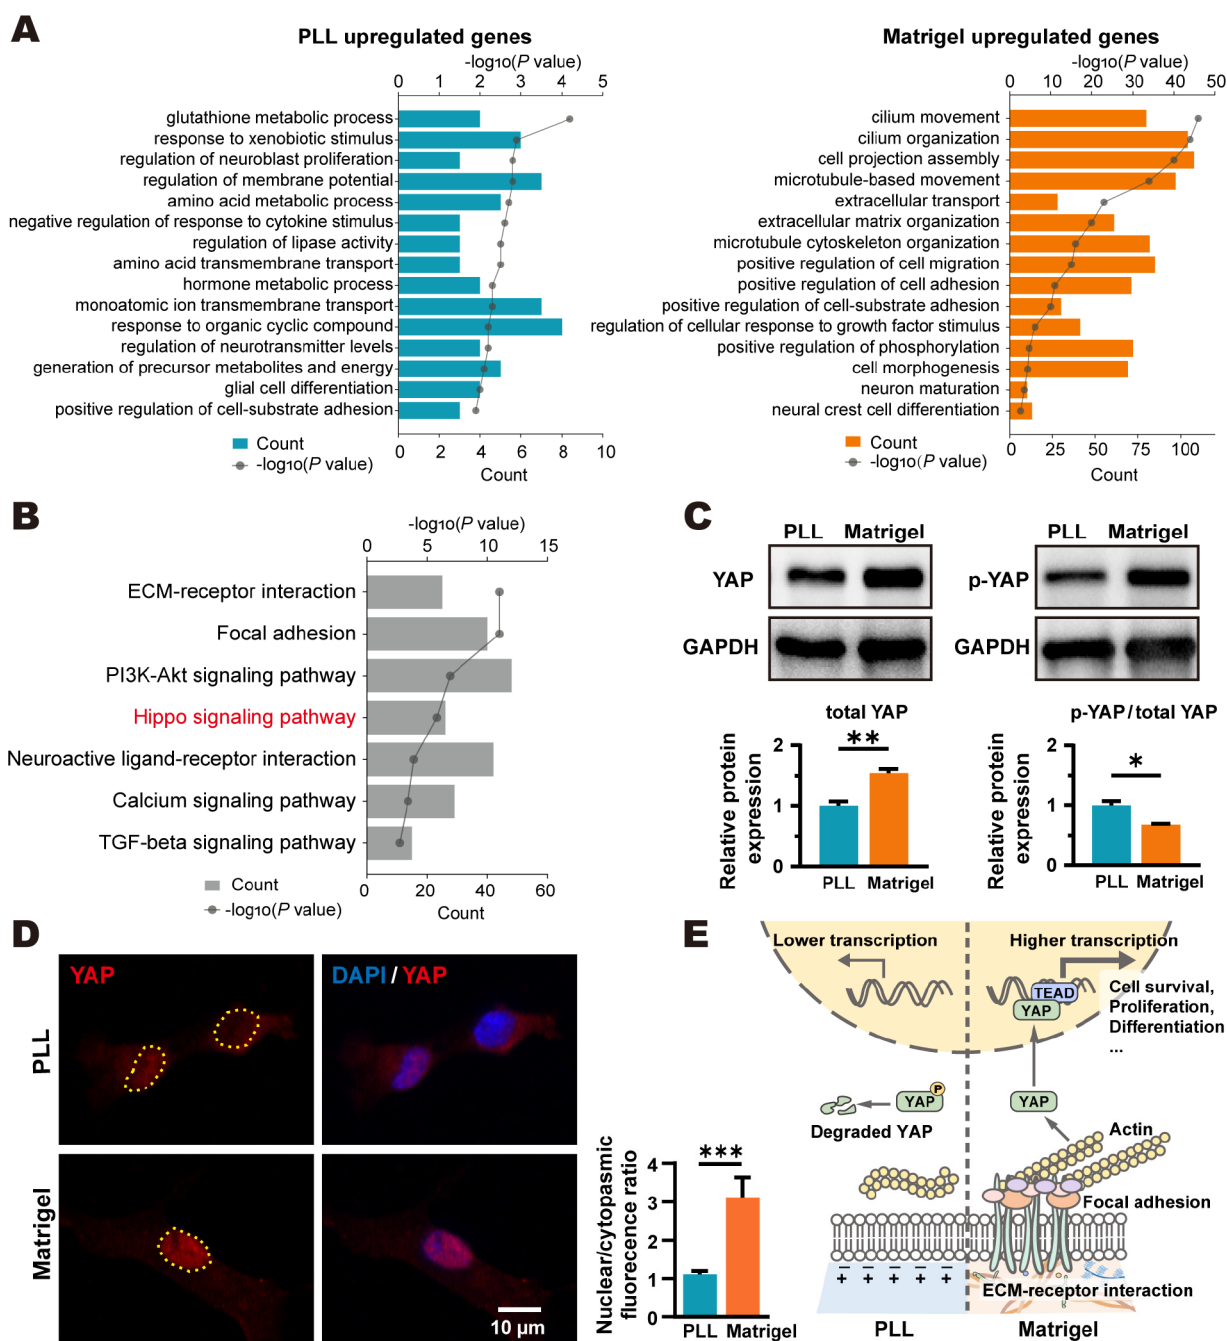 A
PLL upregulated genes
-log10(P value)
0 1 2 3 4 5
glutathione metabolic process
response to xenobiotic stimulus
regulation of neuroblast proliferation
regulation of membrane potential
amino acid metabolic process
negative regulation of response to cytokine stimulus
regulation of lipase activity
amino acid transmembrane transport
hormone metabolic process
monoatomic ion transmembrane transport
response to organic cyclic compound
regulation of neurotransmitter levels
generation of precursor metabolites and energy
glial cell differentiation
positive regulation of cell-substrate adhesion
Count
-log10(P value)
0 2 4 6 8 10
Count
Matrigel upregulated genes
-log10(P value)
0 10 20 30 40 50
cilium movement
cilium organization
cell projection assembly
microtubule-based movement
extracellular transport
extracellular matrix organization
microtubule cytoskeleton organization
positive regulation of cell migration
positive regulation of cell adhesion
positive regulation of cell-substrate adhesion
regulation of cellular response to growth factor stimulus
positive regulation of phosphorylation
cell morphogenesis
neuron maturation
neural crest cell differentiation
Count
-log10(P value)
0 25 50 75 100
Count
B
-log10(P value)
0 5 10 15
ECM-receptor interaction
Focal adhesion
PI3K-Akt signaling pathway
Hippo signaling pathway
Neuroactive ligand-receptor interaction
Calcium signaling pathway
TGF-beta signaling pathway
Count
-log10(P value)
0 20 40 60
Count
C
PLL Matrigel
YAP
GAPDH
PLL Matrigel
p-YAP
GAPDH
total YAP
Relative protein
expression
2
1
0
**
PLL Matrigel
p-YAP/total YAP
Relative protein
expression
2
1
0
*
PLL Matrigel
D
YAP
DAPI / YAP
PLL
Matrigel
10 μm
Nuclear/cytopasmic
fluorecence ratio
4
3
2
1
0
***
PLL Matrigel
E
Lower transcription
Higher transcription
TEAD
YAP
Cell survival,
Proliferation,
Differentiation
...
YAP
P
Degraded YAP
YAP
Actin
Focal adhesion
− − − − −
+ + + + +
ECM-receptor interaction
PLL
Matrigel